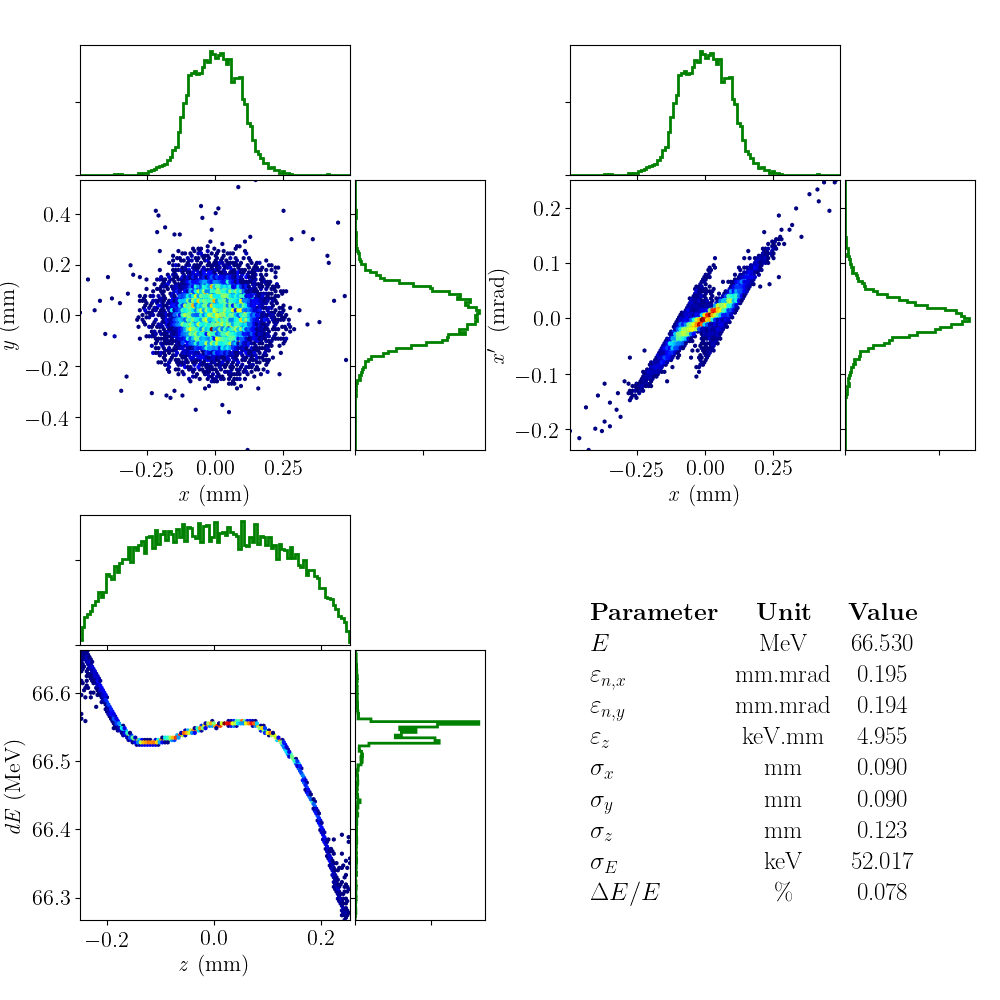 0.4
0.2
0.0
−0.2
−0.4
y (mm)
−0.25 0.00 0.25
x (mm)
0.2
0.1
0.0
−0.1
−0.2
x′ (mrad)
−0.25 0.00 0.25
x (mm)
66.6
66.5
66.4
66.3
dE (MeV)
−0.2 0.0 0.2
z (mm)
Parameter Unit Value
E MeV 66.530
εn,x mm.mrad 0.195
εn,y mm.mrad 0.194
εz keV.mm 4.955
σx mm 0.090
σy mm 0.090
σz mm 0.123
σE keV 52.017
ΔE/E % 0.078